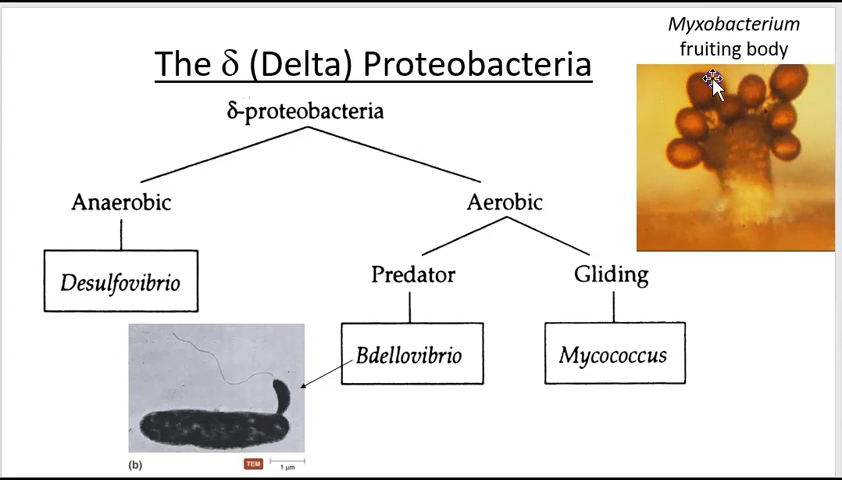 Myxobacterium
fruiting body
The δ (Delta) Proteobacteria
δ-proteobacteria
Anaerobic
Aerobic
Desulfovibrio
Predator
Gliding
Bdellovibrio
Mycococcus
(b)
TEM
1 µm